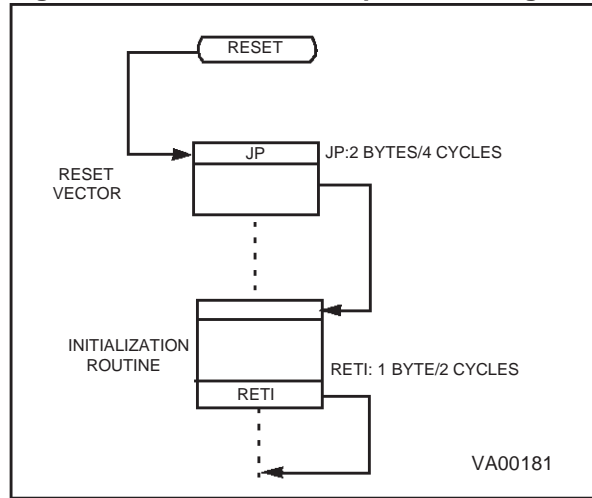 RESET
JP
JP:2 BYTES/4 CYCLES
RESET
VECTOR
INITIALIZATION
ROUTINE
RETI: 1 BYTE/2 CYCLES
RETI
VA00181